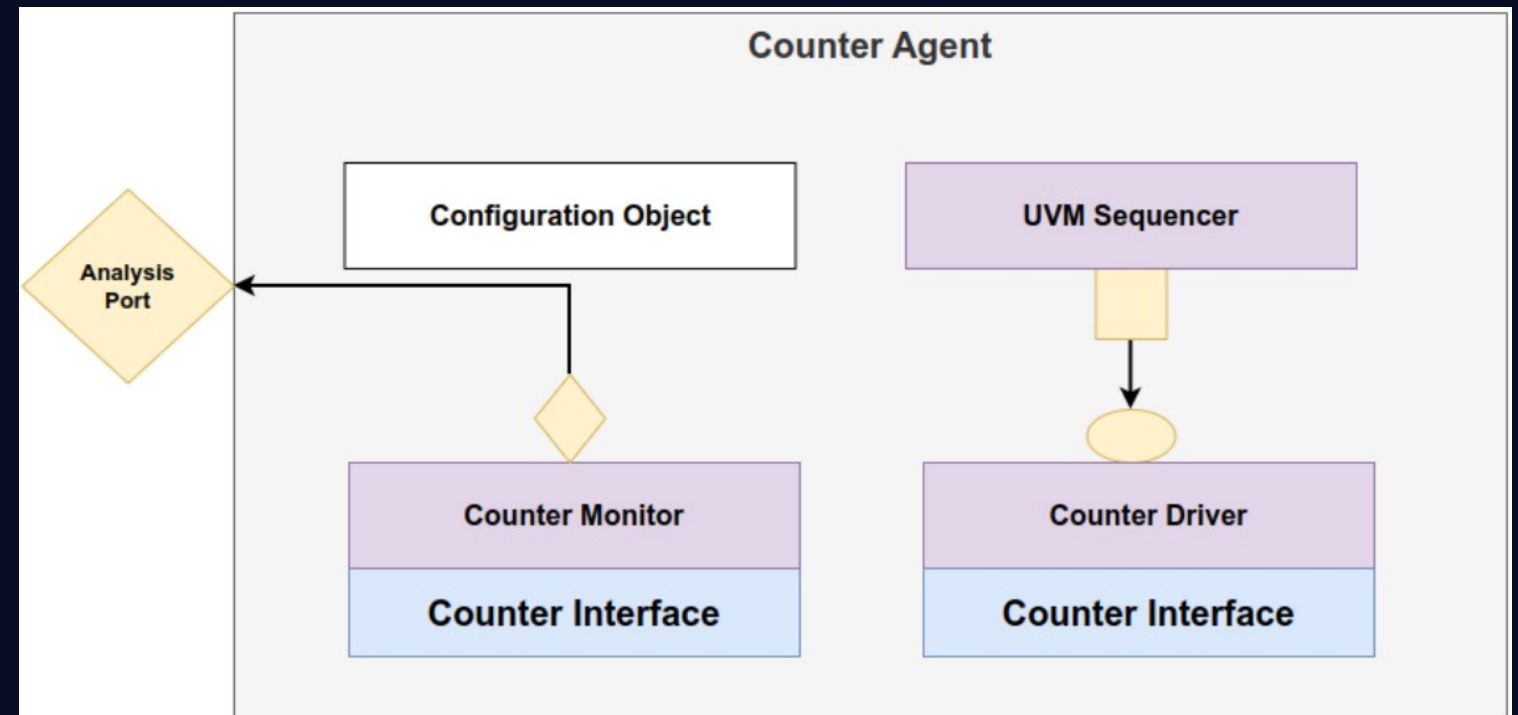 Counter Agent
Configuration Object
UVM Sequencer
Analysis
Port
Counter Monitor
Counter Driver
Counter Interface
Counter Interface